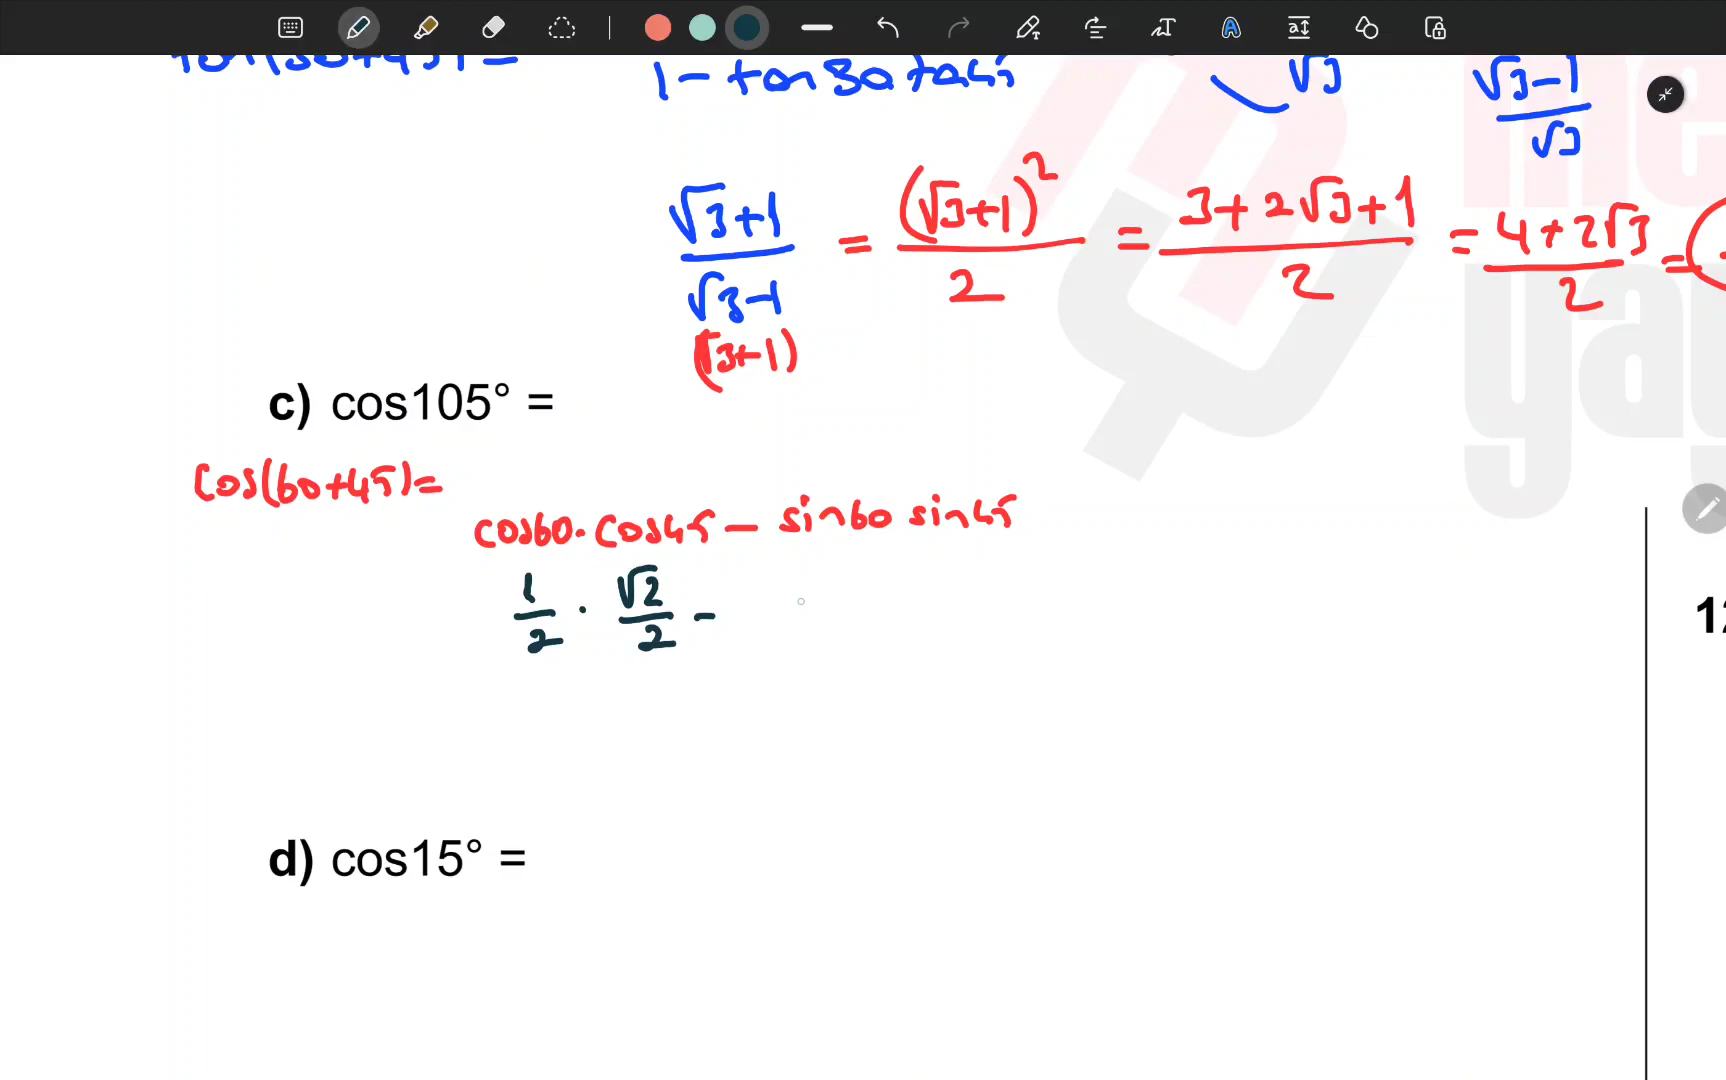 1 - tan30 tan45
√3
√3-1
√3
√3+1 / √3-1 = (√3+1)² / 2 = 3+2√3+1 / 2 = 4+2√3 / 2 =
(√3+1)
c) cos105° =
cos(60+45)=
cos60.cos45 - sin60 sin45
1/2 . √2/2 -
12
d) cos15° =